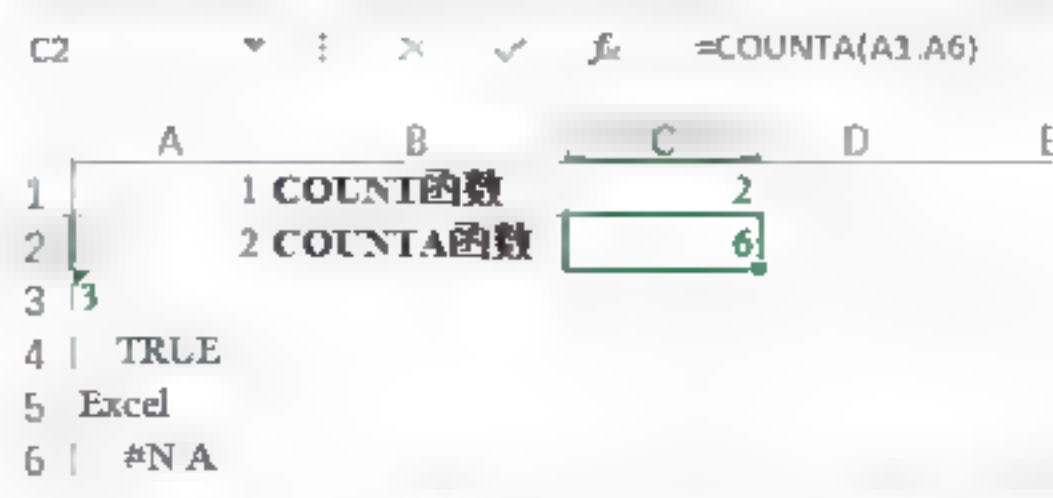 C2 fx =COUNTA(A1:A6)
A B C D E
1 1 COUNT函数 2
2 2 COUNTA函数 6
3 3
4 TRUE
5 Excel
6 #N/A